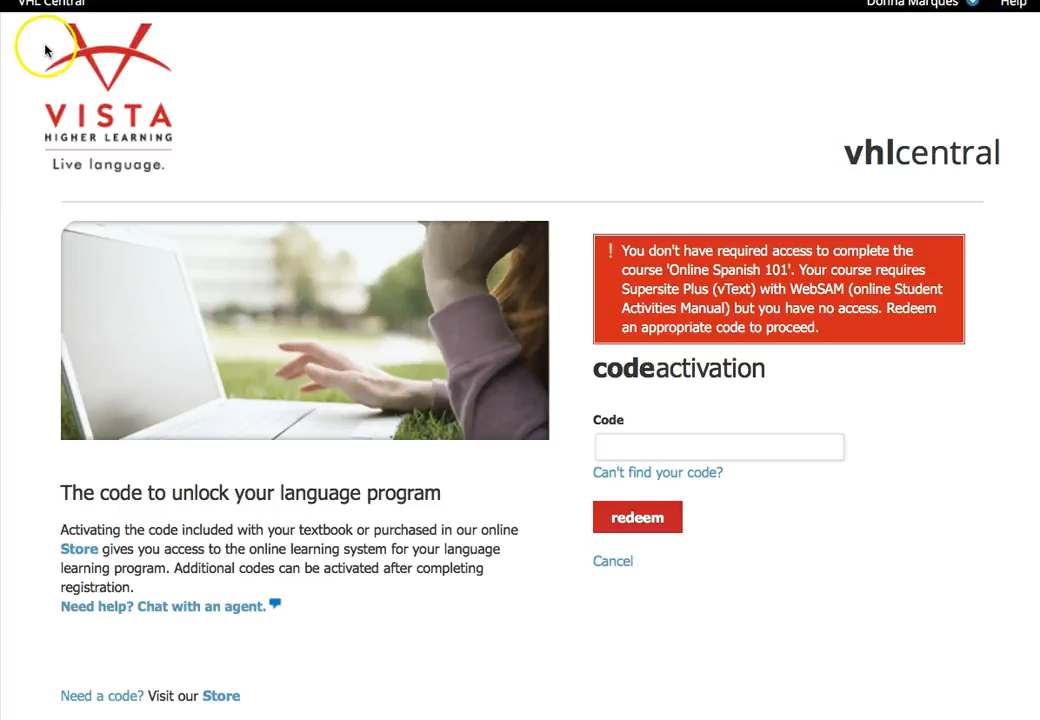 VHL Central
Donna Marques
Help
VISTA
HIGHER LEARNING
Live language.
vhlcentral
! You don't have required access to complete the
course 'Online Spanish 101'. Your course requires
Supersite Plus (vText) with WebSAM (online Student
Activities Manual) but you have no access. Redeem
an appropriate code to proceed.
codeactivation
Code
Can't find your code?
redeem
Cancel
The code to unlock your language program
Activating the code included with your textbook or purchased in our online
Store gives you access to the online learning system for your language
learning program. Additional codes can be activated after completing
registration.
Need help? Chat with an agent.
Need a code? Visit our Store